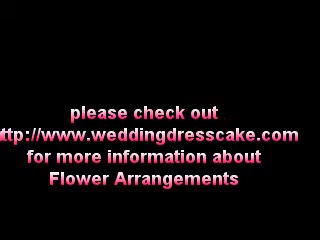 please check out
ttp://www.weddingdresscake.com
for more information about
Flower Arrangements